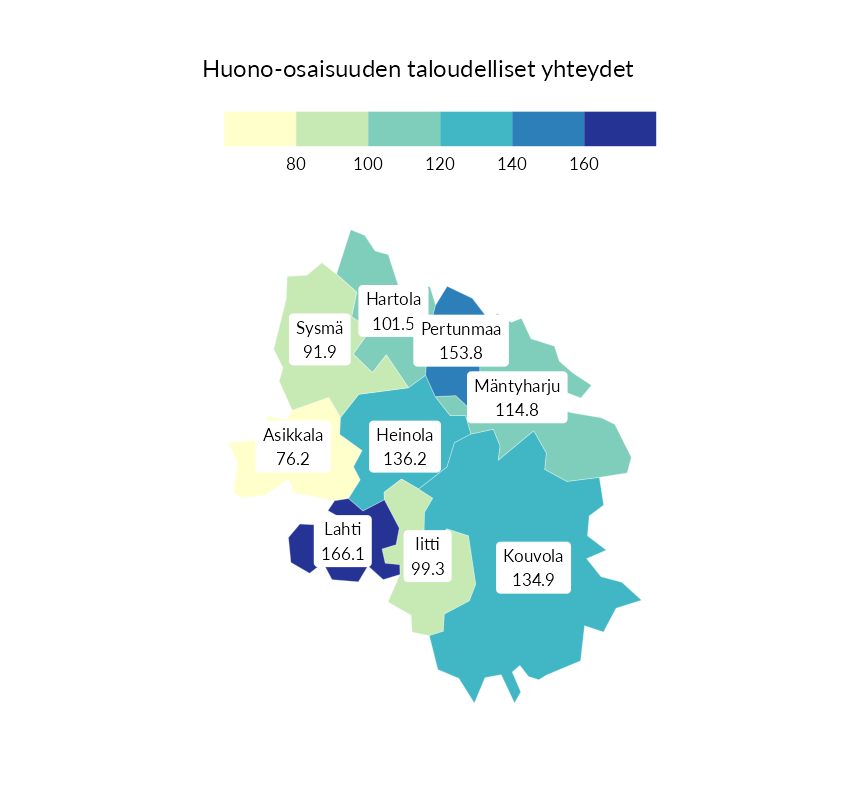 Huono-osaisuuden taloudelliset yhteydet
80 100 120 140 160
Hartola
101.5
Sysmä
91.9
Pertunmaa
153.8
Mäntyharju
114.8
Asikkala
76.2
Heinola
136.2
Lahti
166.1
Iitti
99.3
Kouvola
134.9